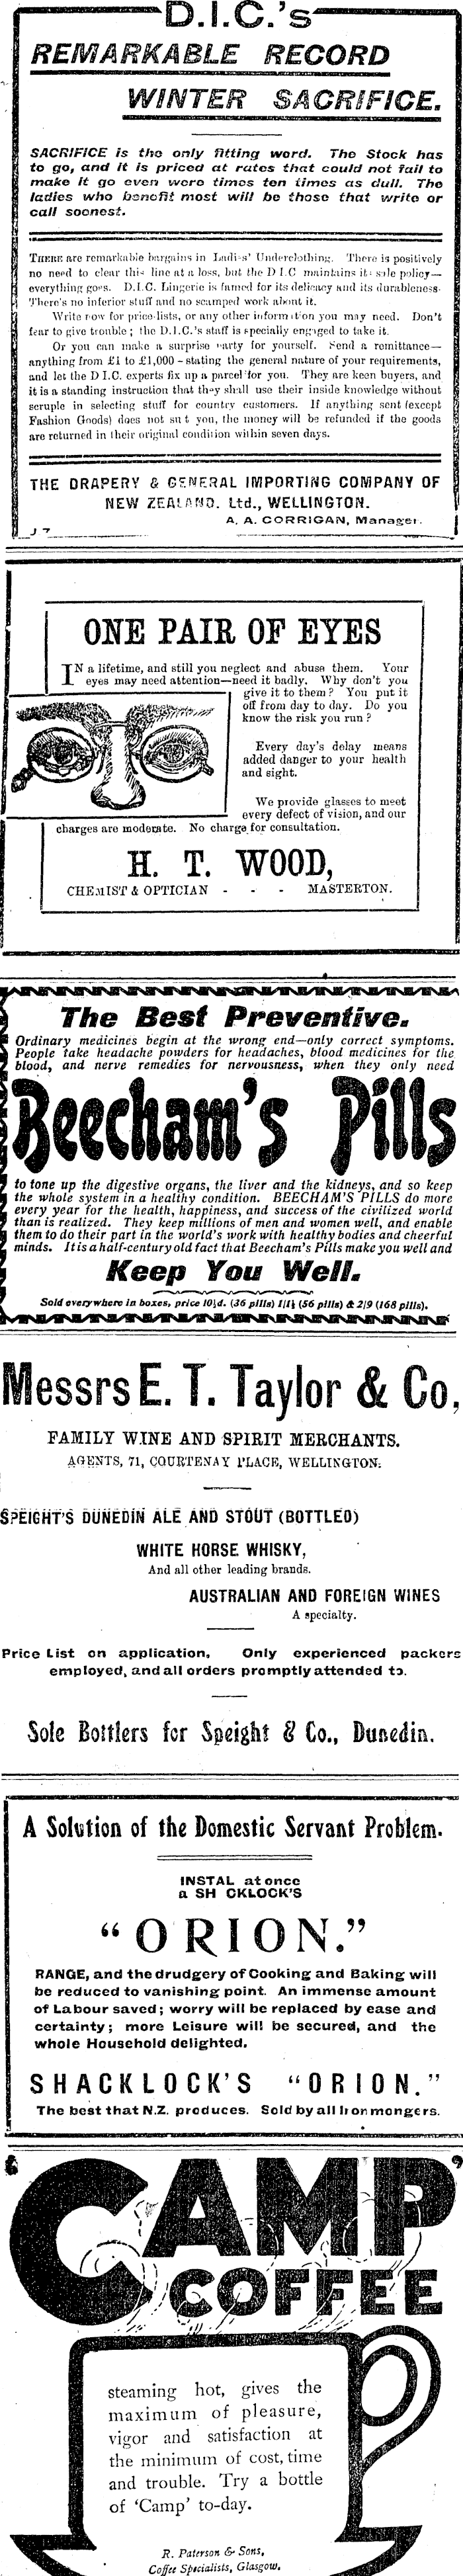 D.I.C.'s
REMARKABLE RECORD
WINTER SACRIFICE.
SACRIFICE is the only fitting word. The Stock has
to go, and it is priced at rates that could not fail to
make it go even were times ten times as dull. The
ladies who benefit most will be those that write or
call soonest.
THERE are remarkable bargains in Ladies' Underclothing. There is positively
no need to clear this line at a loss, but the D I C maintains its sale policy—
everything goes. D.I.C. Lingerie is famed for its delicacy and its durableness.
There's no inferior stuff and no scamped work about it.
Write now for price lists, or any other information you may need. Don't
fear to give trouble; the D.I.C.'s staff is specially engaged to take it.
Or you can make a surprise party for yourself. Send a remittance—
anything from £1 to £1,000 - stating the general nature of your requirements,
and let the D I.C. experts fix up a parcel for you. They are keen buyers, and
it is a standing instruction that they shall use their inside knowledge without
scruple in selecting stuff for country customers. If anything sent (except
Fashion Goods) does not suit you, the money will be refunded if the goods
are returned in their original condition within seven days.
THE DRAPERY & GENERAL IMPORTING COMPANY OF
NEW ZEALAND. Ltd., WELLINGTON.
A. A. CORRIGAN, Manager.
J 7
ONE PAIR OF EYES
IN a lifetime, and still you neglect and abuse them. Your
eyes may need attention—need it badly. Why don't you
give it to them? You put it
off from day to day. Do you
know the risk you run?
Every day's delay means
added danger to your health
and sight.
We provide glasses to meet
every defect of vision, and our
charges are moderate. No charge for consultation.
H. T. WOOD,
CHEMIST & OPTICIAN - - - MASTERTON.
The Best Preventive.
Ordinary medicines begin at the wrong end—only correct symptoms.
People take headache powders for headaches, blood medicines for the
blood, and nerve remedies for nervousness, when they only need
Beecham's Pills
to tone up the digestive organs, the liver and the kidneys, and so keep
the whole system in a healthy condition. BEECHAM'S PILLS do more
every year for the health, happiness, and success of the civilized world
than is realized. They keep millions of men and women well, and enable
them to do their part in the world's work with healthy bodies and cheerful
minds. It is a half-century old fact that Beecham's Pills make you well and
Keep You Well.
Sold everywhere in boxes, price 10½d. (36 pills) 1/1½ (56 pills) & 2/9 (168 pills).
Messrs E. T. Taylor & Co,
FAMILY WINE AND SPIRIT MERCHANTS.
AGENTS, 71, COURTENAY PLACE, WELLINGTON.
SPEIGHT'S DUNEDIN ALE AND STOUT (BOTTLED)
WHITE HORSE WHISKY,
And all other leading brands.
AUSTRALIAN AND FOREIGN WINES
A specialty.
Price List on application, Only experienced packers
employed, and all orders promptly attended to.
Sole Bottlers for Speight & Co., Dunedin.
A Solution of the Domestic Servant Problem.
INSTAL at once
a SH CKLOCK'S
"ORION."
RANGE, and the drudgery of Cooking and Baking will
be reduced to vanishing point. An immense amount
of Labour saved; worry will be replaced by ease and
certainty; more Leisure will be secured, and the
whole Household delighted.
SHACKLOCK'S "ORION."
The best that N.Z. produces. Sold by all Ironmongers.
'CAMP'
COFFEE
steaming hot, gives the
maximum of pleasure,
vigor and satisfaction at
the minimum of cost, time
and trouble. Try a bottle
of 'Camp' to-day.
R. Paterson & Sons,
Coffee Specialists, Glasgow.